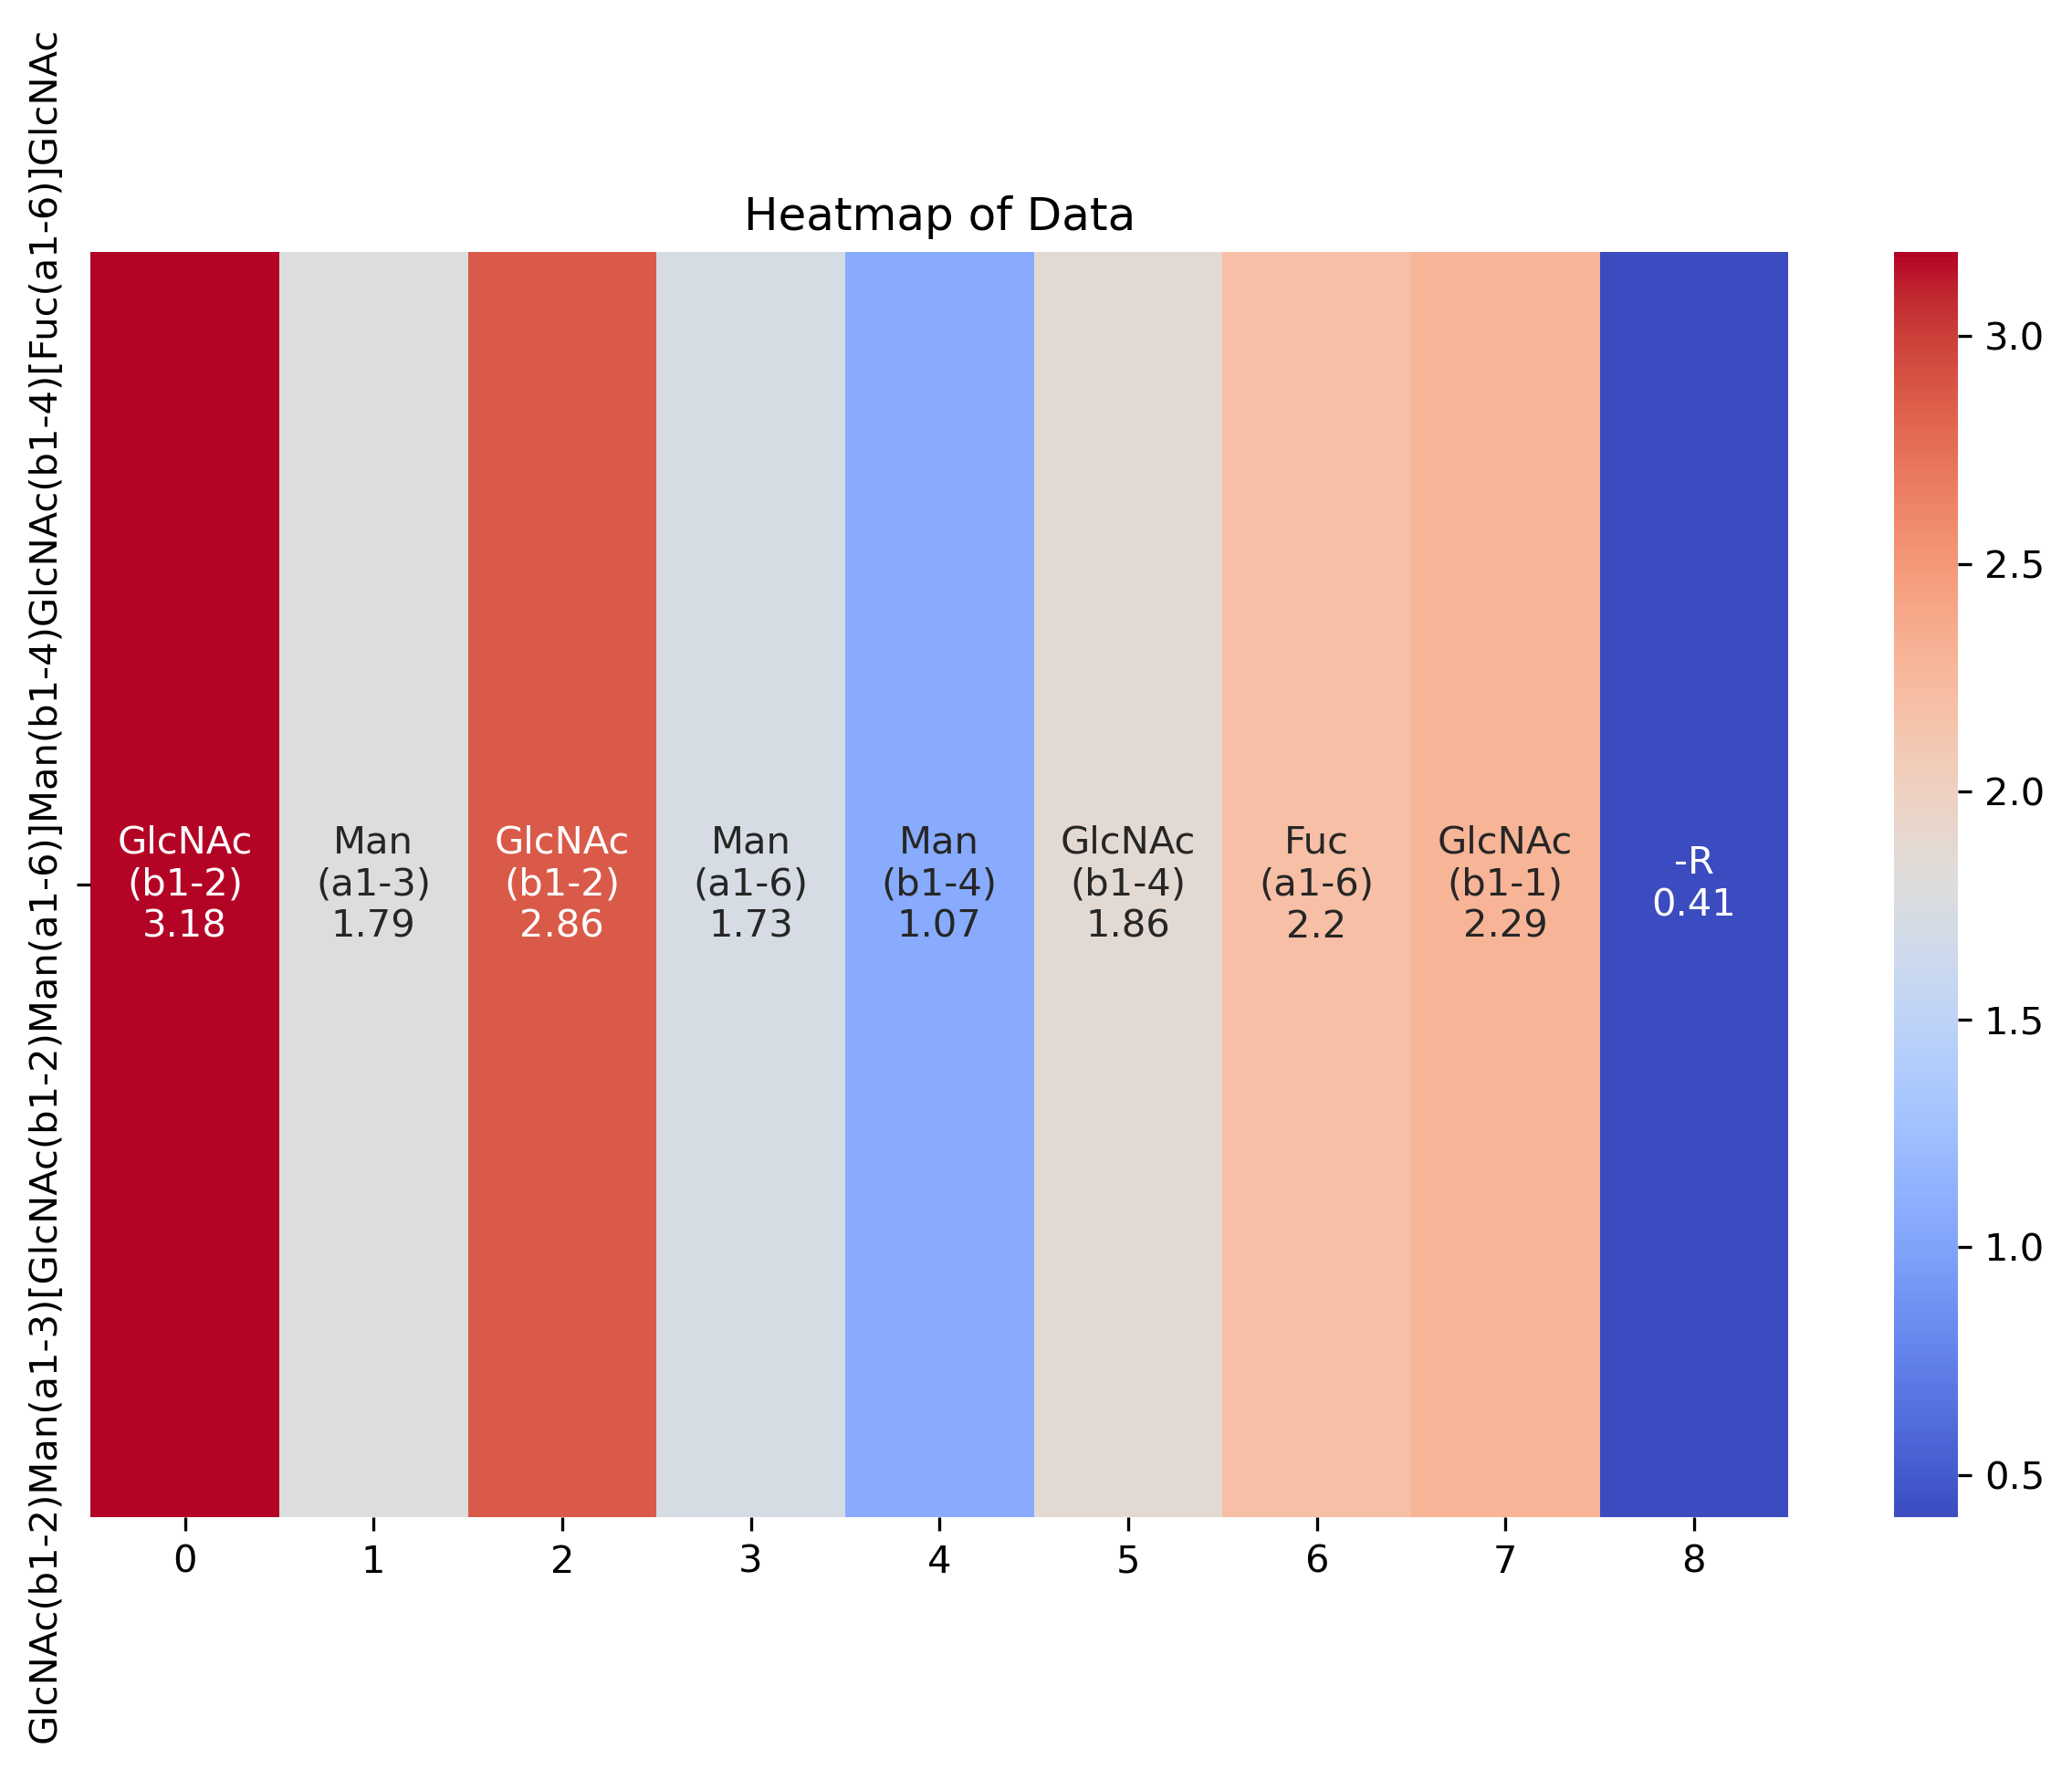 Heatmap of Data
GlcNAc(b1-2)Man(a1-3)[GlcNAc(b1-2)Man(a1-6)]Man(b1-4)GlcNAc(b1-4)[Fuc(a1-6)]GlcNAc
GlcNAc
(b1-2)
3.18
Man
(a1-3)
1.79
GlcNAc
(b1-2)
2.86
Man
(a1-6)
1.73
Man
(b1-4)
1.07
GlcNAc
(b1-4)
1.86
Fuc
(a1-6)
2.2
GlcNAc
(b1-1)
2.29
-R
0.41
0 1 2 3 4 5 6 7 8
3.0
2.5
2.0
1.5
1.0
0.5